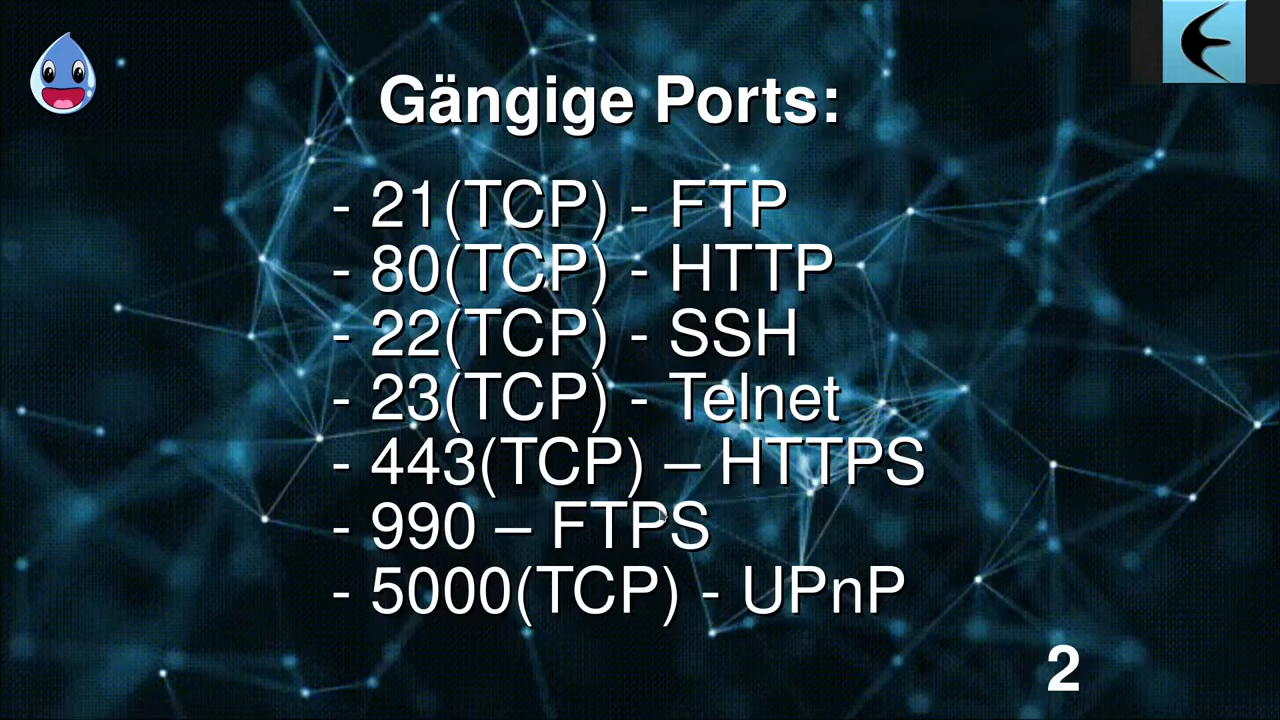 Gängige Ports:
- 21(TCP) - FTP
- 80(TCP) - HTTP
- 22(TCP) - SSH
- 23(TCP) - Telnet
- 443(TCP) – HTTPS
- 990 – FTPS
- 5000(TCP) - UPnP
2